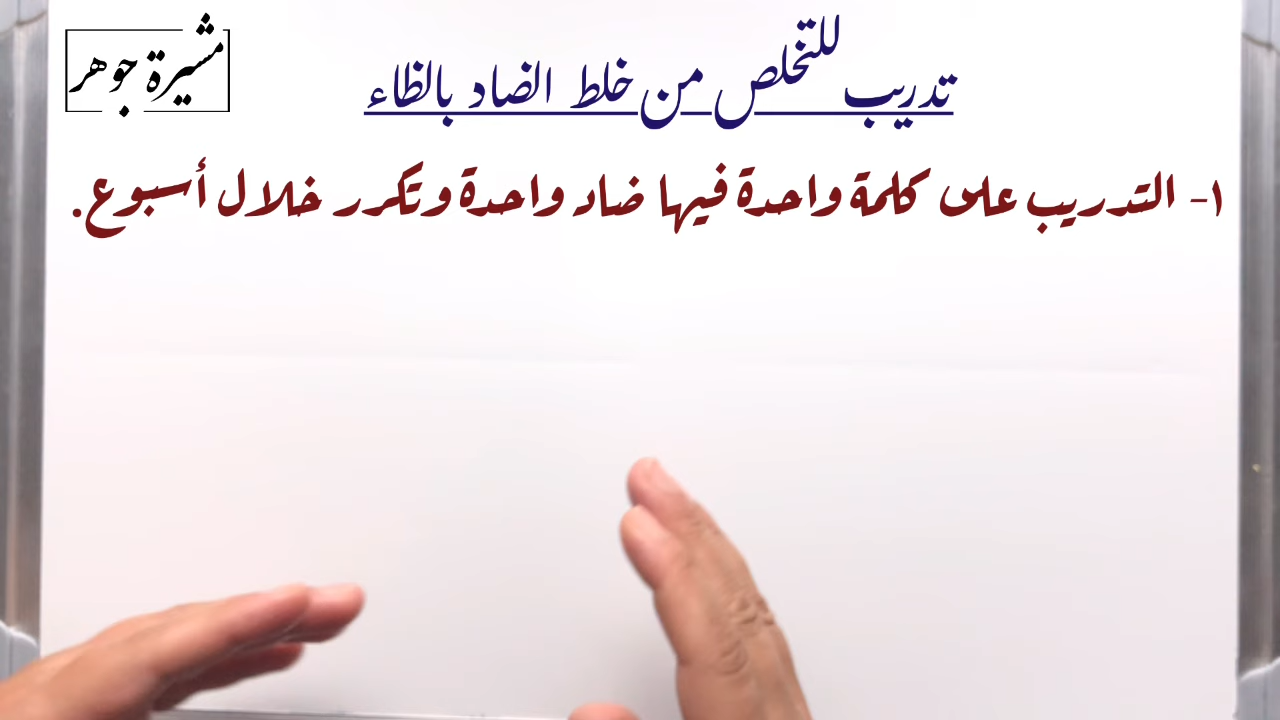 تدريب للتخلص من خلط الضاد بالظاء
مشيرة جوهر
١- التدريب على كلمة واحدة فيها ضاد واحدة وتكرر خلال أسبوع.